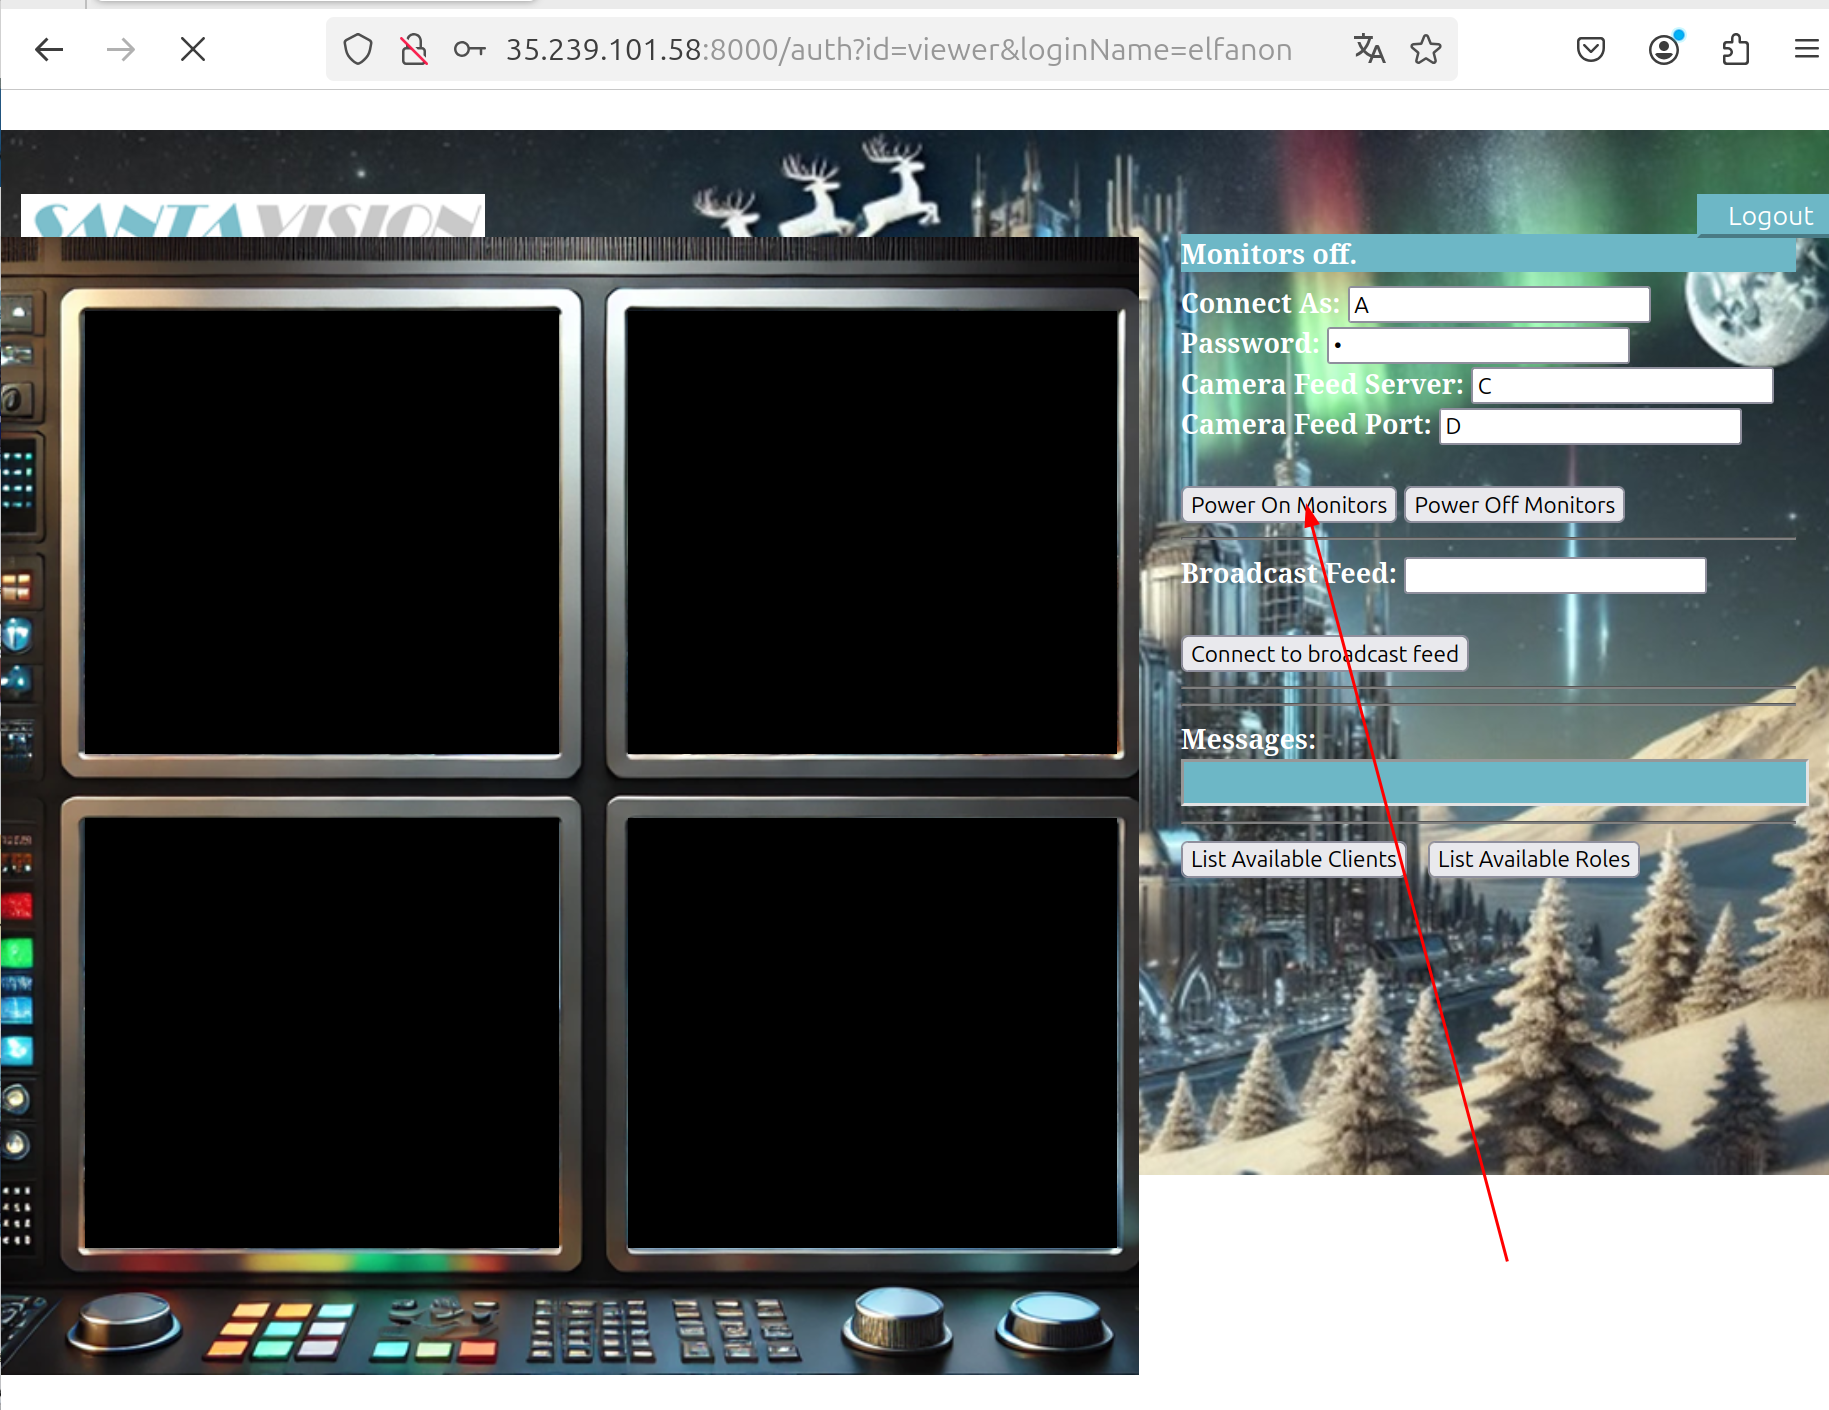 35.239.101.58:8000/auth?id=viewer&loginName=elfanon
SANTAVISION
Logout
Monitors off.
Connect As: A
Password: •
Camera Feed Server: C
Camera Feed Port: D
Power On Monitors Power Off Monitors
Broadcast Feed:
Connect to broadcast feed
Messages:
List Available Clients List Available Roles